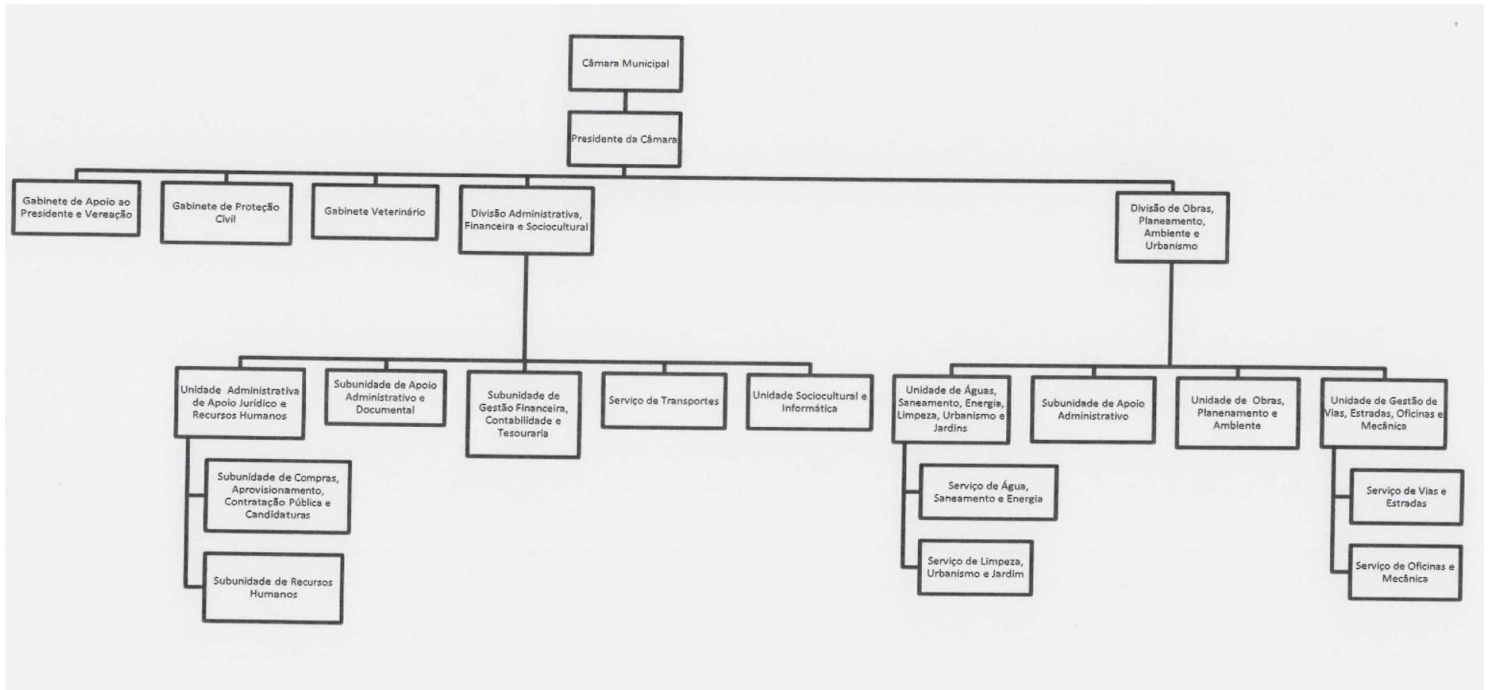 Câmara Municipal
Presidente da Câmara
Gabinete de Apoio ao
Presidente e Vereação
Gabinete de Proteção
Civil
Gabinete Veterinário
Divisão Administrativa,
Financeira e Sociocultural
Divisão de Obras,
Planeamento,
Ambiente e
Urbanismo
Unidade Administrativa
de Apoio Jurídico e
Recursos Humanos
Subunidade de Apoio
Administrativo e
Documental
Subunidade de
Gestão Financeira,
Contabilidade e
Tesouraria
Serviço de Transportes
Unidade Sociocultural e
Informática
Unidade de Águas,
Saneamento, Energia,
Limpeza, Urbanismo e
Jardins
Subunidade de Apoio
Administrativo
Unidade de Obras,
Planenamento e
Ambiente
Unidade de Gestão de
Vias, Estradas, Oficinas e
Mecânica
Subunidade de Compras,
Aprovisionamento,
Contratação Pública e
Candidaturas
Subunidade de Recursos
Humanos
Serviço de Água,
Saneamento e Energia
Serviço de Limpeza,
Urbanismo e Jardim
Serviço de Vias e
Estradas
Serviço de Oficinas e
Mecânica